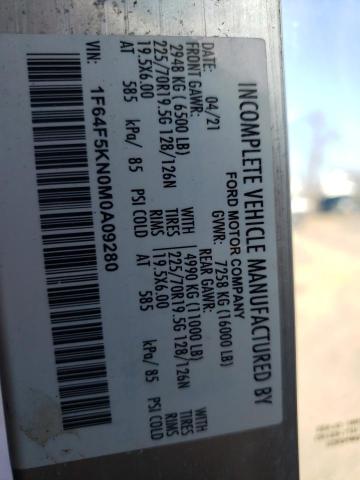 INCOMPLETE VEHICLE MANUFACTURED BY
FORD MOTOR COMPANY
DATE: 04/21 GVWR: 7258 KG (16000 LB)
FRONT GAWR: REAR GAWR:
2948 KG (6500 LB) WITH 4990 KG (11000 LB) WITH
225/70R19.5G 128/126N TIRES 225/70R19.5G 128/126N TIRES
19.5X6.00 RIMS 19.5X6.00 RIMS
AT 585 kPa/ 85 PSI COLD AT 585 kPa/ 85 PSI COLD
VIN: 1F64F5KN0M0A09280